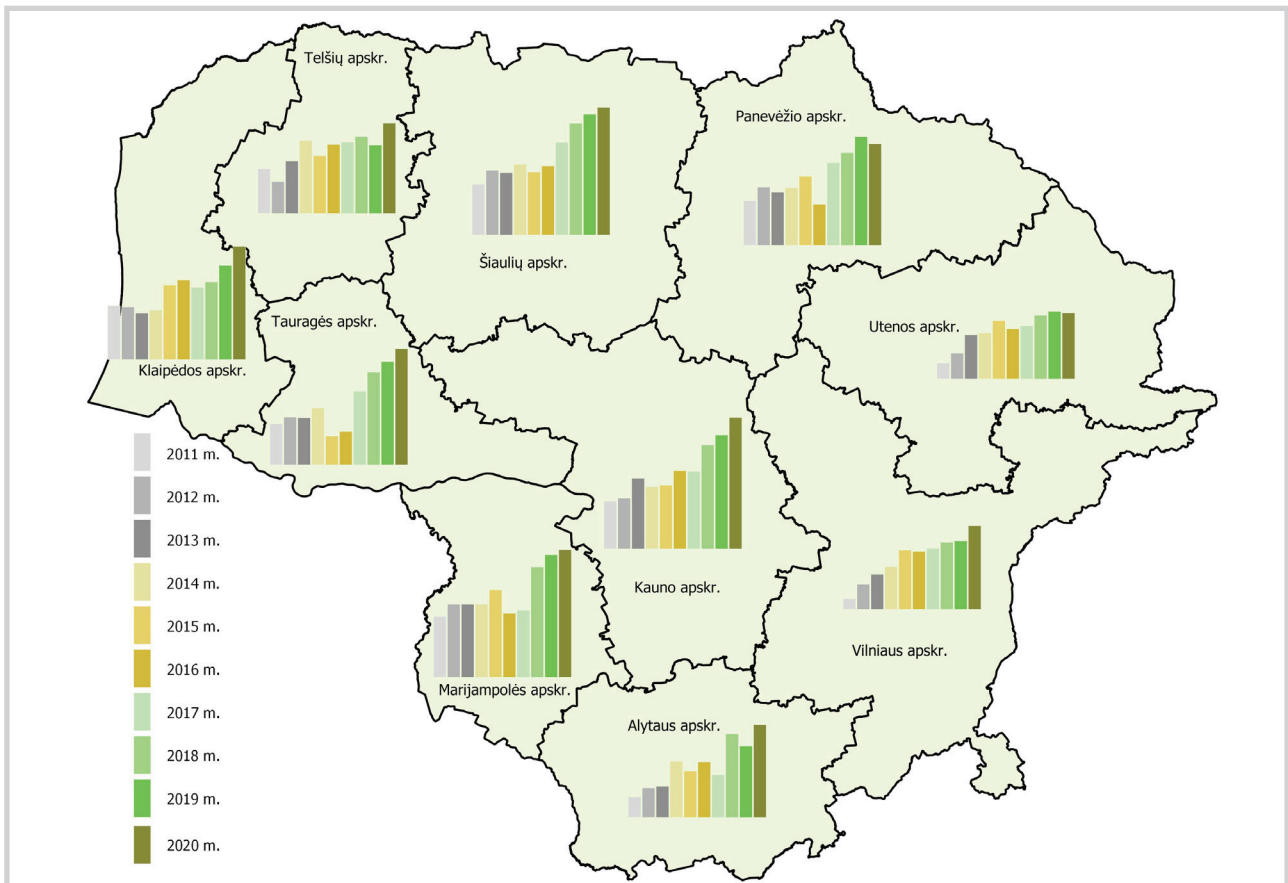 Telšių apskr.
Panevėžio apskr.
Šiaulių apskr.
Tauragės apskr.
Utenos apskr.
Klaipėdos apskr.
Kauno apskr.
Vilniaus apskr.
Marijampolės apskr.
Alytaus apskr.
2011 m.
2012 m.
2013 m.
2014 m.
2015 m.
2016 m.
2017 m.
2018 m.
2019 m.
2020 m.